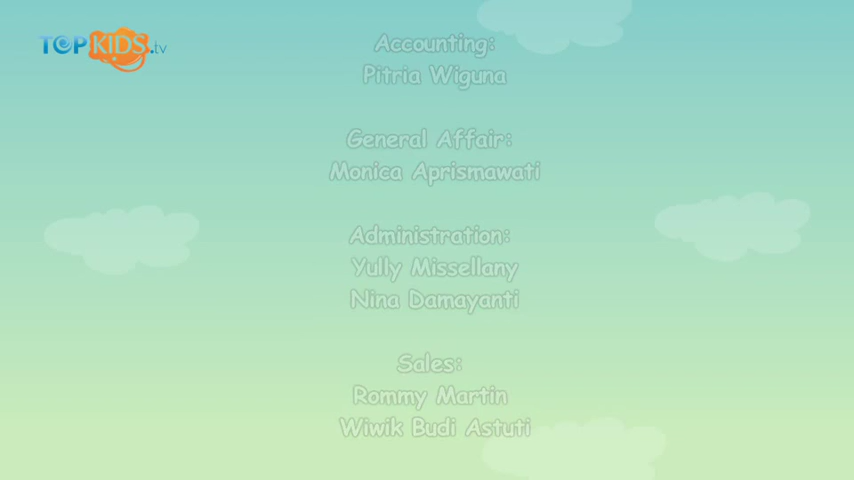 TOPKIDS.tv
Accounting:
Pitria Wiguna
General Affair:
Monica Aprismawati
Administration:
Yully Missellany
Nina Damayanti
Sales:
Rommy Martin
Wiwik Budi Astuti